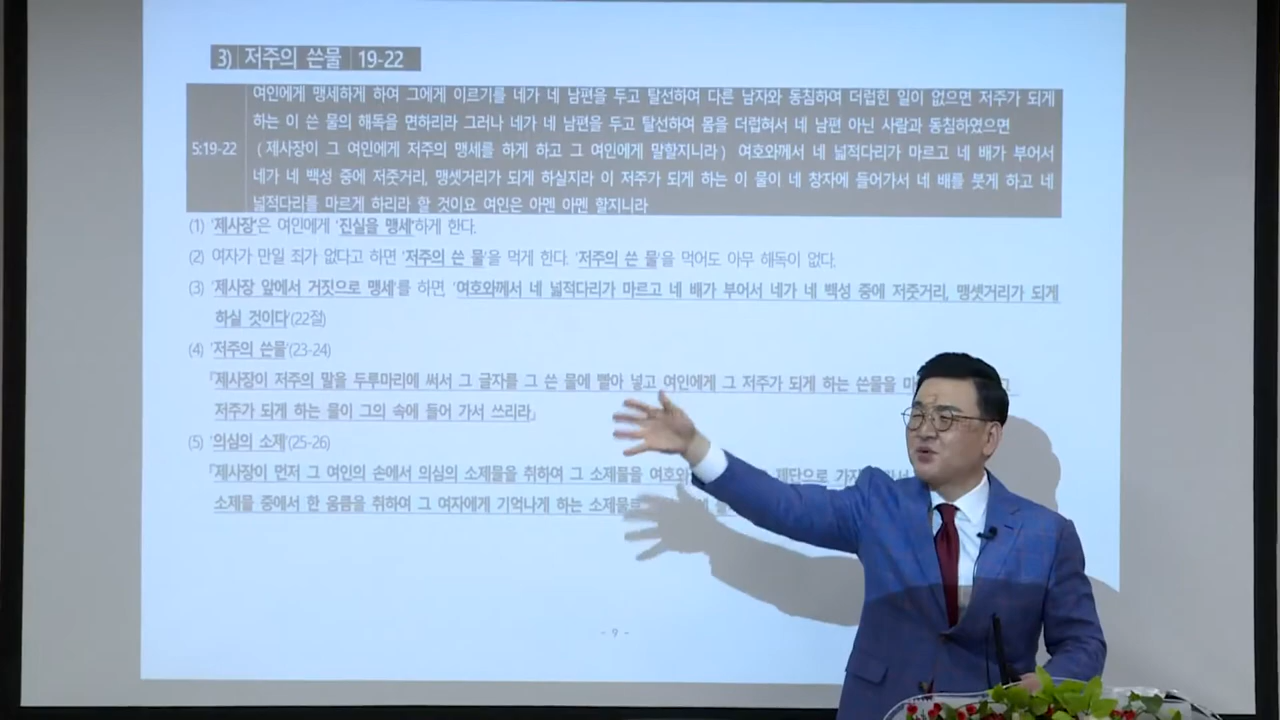 3) 저주의 쓴물 19-22
여인에게 맹세하게 하여 그에게 이르기를 네가 네 남편을 두고 탈선하여 다른 남자와 동침하여 더럽힌 일이 없으면 저주가 되게
하는 이 쓴 물의 해독을 면하리라 그러나 네가 네 남편을 두고 탈선하여 몸을 더럽혀서 네 남편 아닌 사람과 동침하였으면
5:19-22 (제사장이 그 여인에게 저주의 맹세를 하게 하고 그 여인에게 말할지니라) 여호와께서 네 넓적다리가 마르고 네 배가 부어서
네가 네 백성 중에 저줏거리, 맹셋거리가 되게 하실지라 이 저주가 되게 하는 이 물이 네 창자에 들어가서 네 배를 붓게 하고 네
넓적다리를 마르게 하리라 할 것이요 여인은 아멘 아멘 할지니라
(1) '제사장'은 여인에게 '진실을 맹세'하게 한다.
(2) 여자가 만일 죄가 없다고 하면 '저주의 쓴 물'을 먹게 한다. '저주의 쓴 물'을 먹어도 아무 해독이 없다.
(3) '제사장 앞에서 거짓으로 맹세'를 하면, '여호와께서 네 넓적다리가 마르고 네 배가 부어서 네가 네 백성 중에 저줏거리, 맹셋거리가 되게
하실 것이다'(22절)
(4) '저주의 쓴물'(23-24)
『제사장이 저주의 말을 두루마리에 써서 그 글자를 그 쓴 물에 빨아 넣고 여인에게 그 저주가 되게 하는 쓴물을 그
저주가 되게 하는 물이 그의 속에 들어 가서 쓰리라』
(5) '의심의 소제'(25-26)
『제사장이 먼저 그 여인의 손에서 의심의 소제물을 취하여 그 소제물을 제단으로
소제물 중에서 한 움큼을 취하여 그 여자에게 기억나게 하는
- 9 -